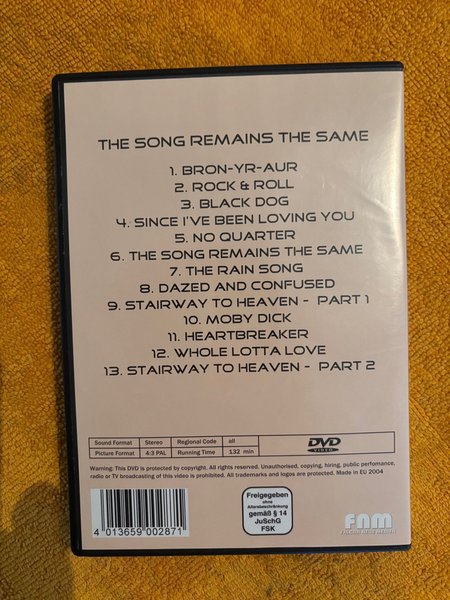 THE SONG REMAINS THE SAME
1. BRON-YR-AUR
2. ROCK & ROLL
3. BLACK DOG
4. SINCE I'VE BEEN LOVING YOU
5. NO QUARTER
6. THE SONG REMAINS THE SAME
7. THE RAIN SONG
8. DAZED AND CONFUSED
9. STAIRWAY TO HEAVEN - PART 1
10. MOBY DICK
11. HEARTBREAKER
12. WHOLE LOTTA LOVE
13. STAIRWAY TO HEAVEN - PART 2
Sound Format Stereo Regional Code all
Picture Format 4:3 PAL Running Time 132 min
DVD
VIDEO
Warning: This DVD is protected by copyright. All rights reserved. Unauthorised, copying, hiring, public perfomance,
radio or TV broadcasting of this video is prohibited. All trademarks and logos are protected. Made in EU 2004
4 013659 002871
Freigegeben
ohne
Altersbeschränkung
gemäß § 14
JuSchG
FSK
fnm